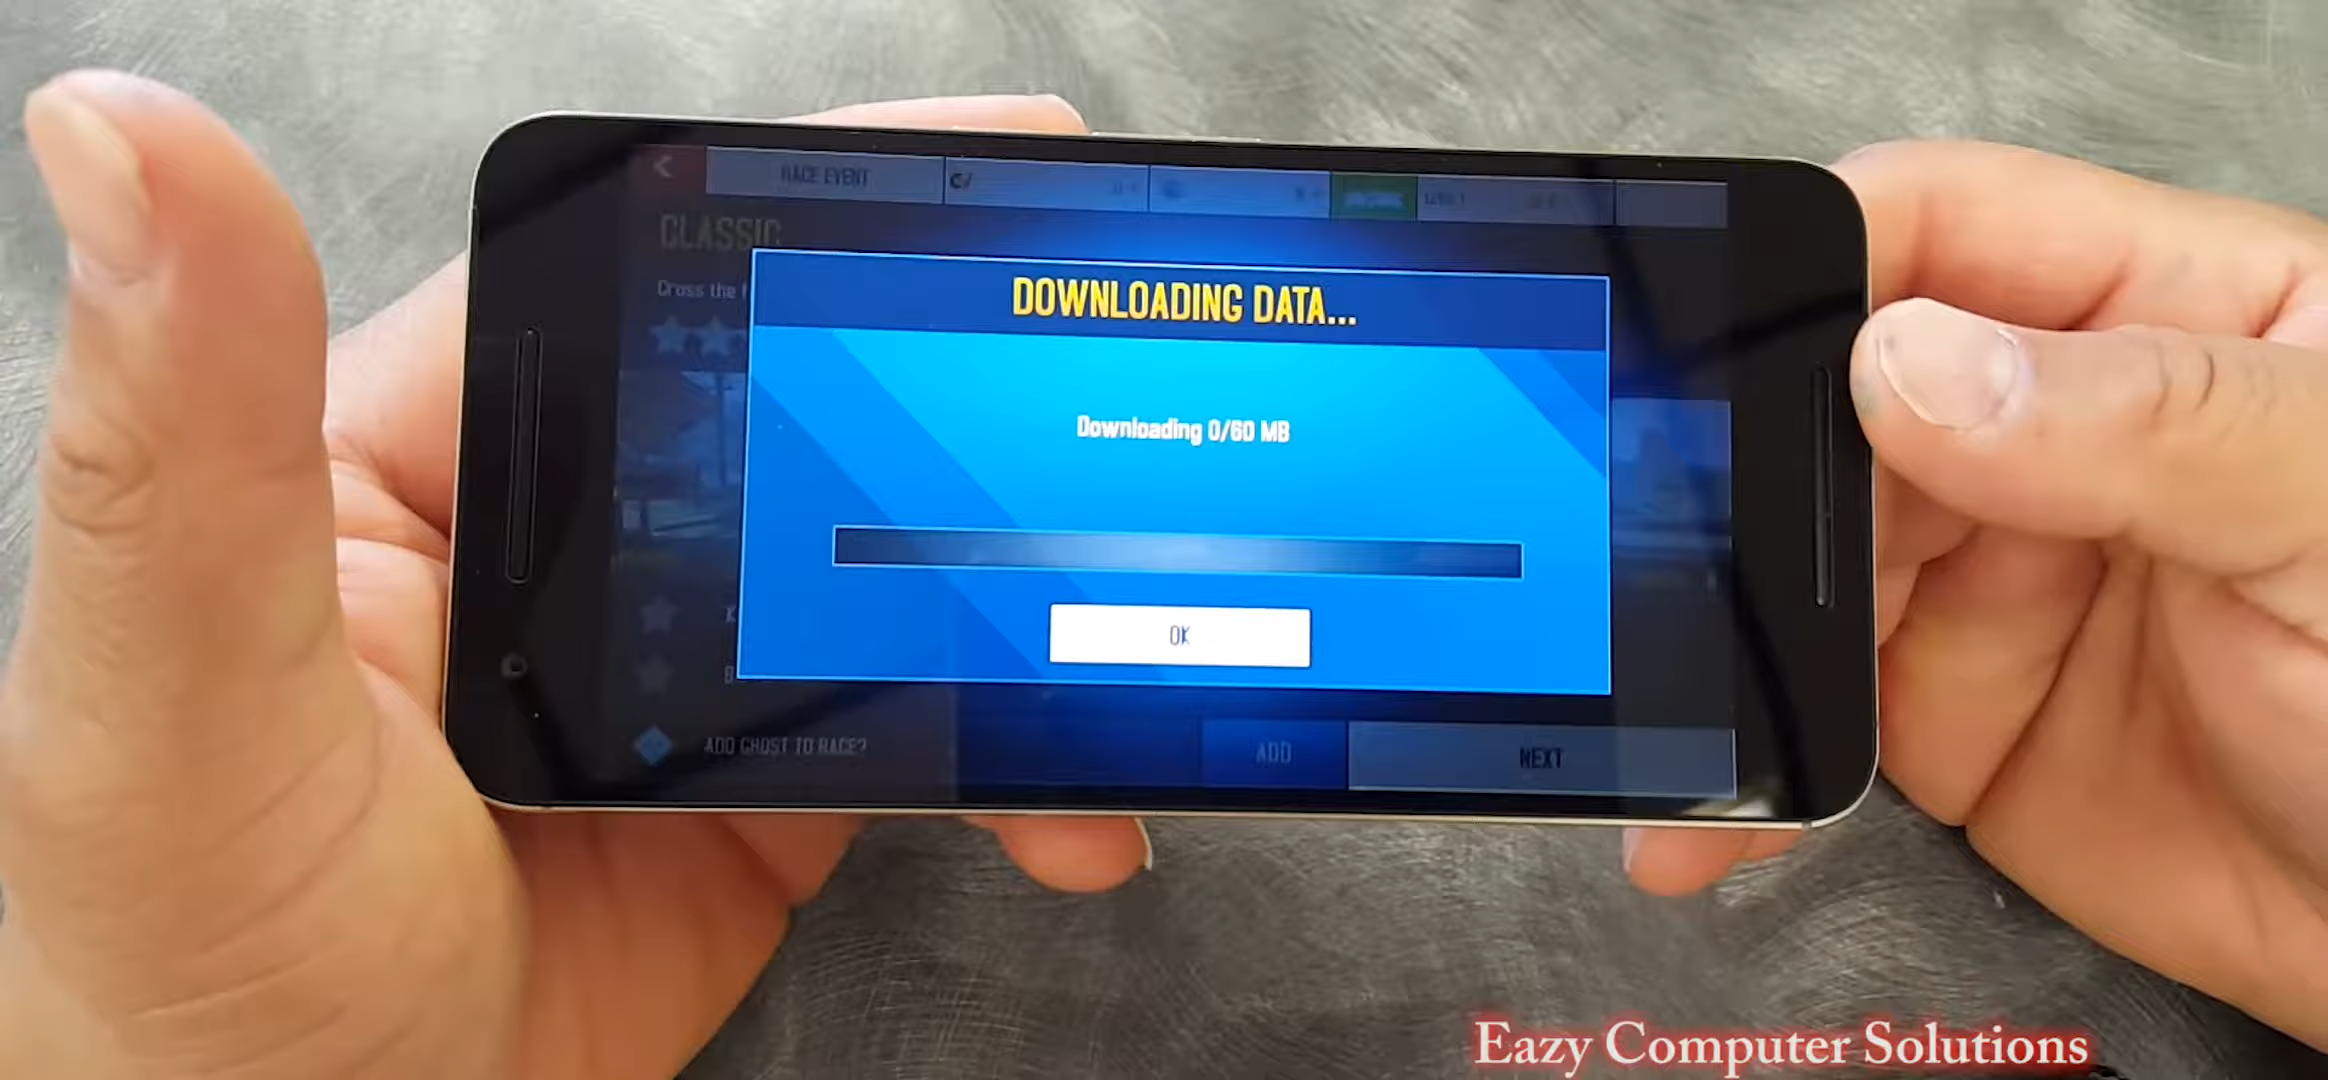 RACE EVENT
CLASSIC
DOWNLOADING DATA...
Cross the
Downloading 0/60 MB
OK
ADD GHOST TO RACE?
ADD
NEXT
Eazy Computer Solutions